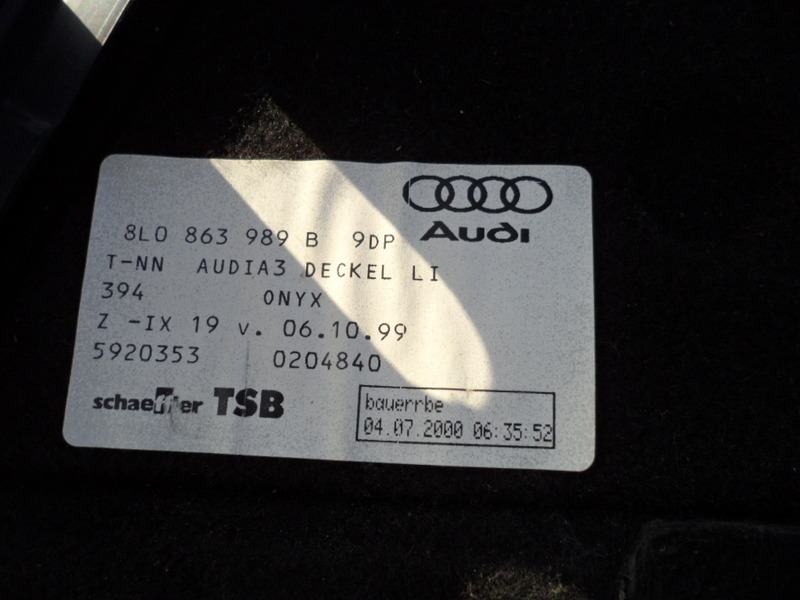 Audi
8L0 863 989 B 9DP
T-NN AUDIA3 DECKEL LI
394 ONYX
Z -IX 19 v. 06.10.99
5920353 0204840
schaeffler TSB
bauerrbe
04.07.2000 06:35:52